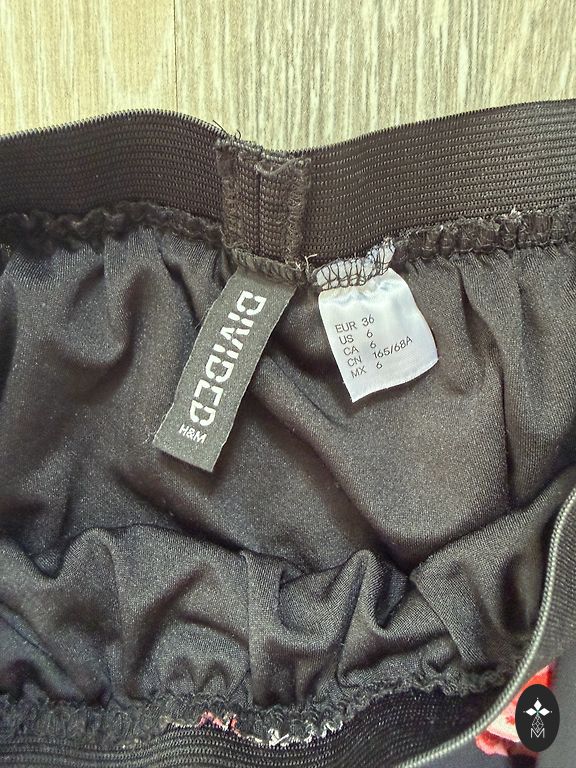 DIVIDED
H&M
EUR 36
US 6
CA 6
CN 165/68A
MX 6
M